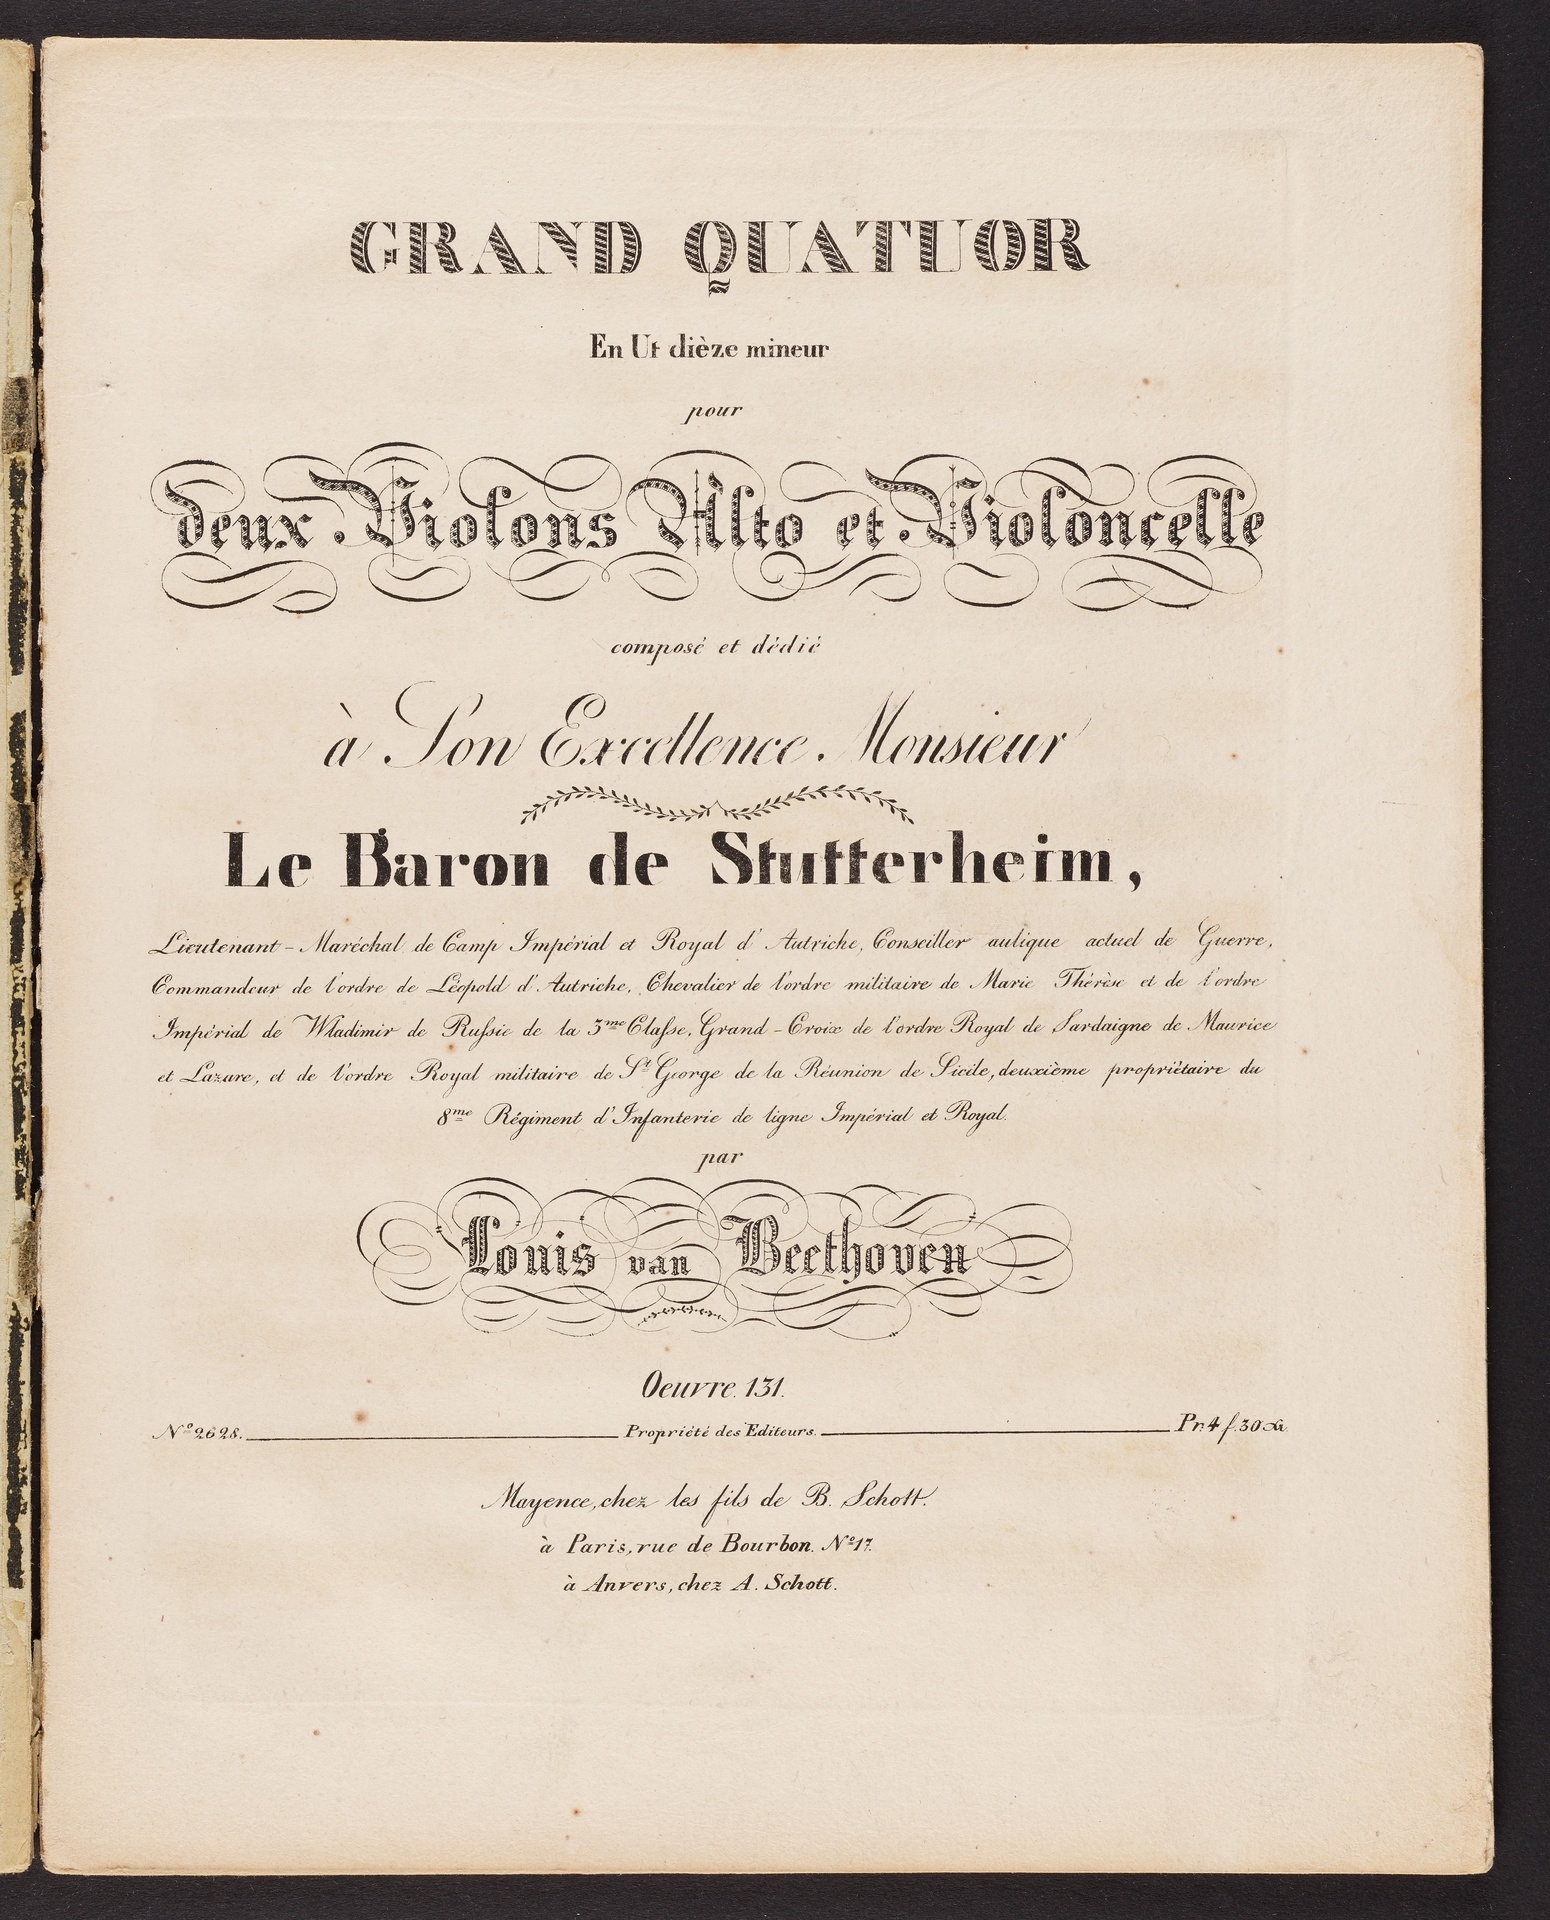 GRAND QUATUOR
En Ut dièze mineur
pour
deux Violons Alto et Violoncelle
composé et dédié
à Son Excellence Monsieur
Le Baron de Stutterheim,
Lieutenant-Maréchal de Camp Impérial et Royal d'Autriche, Conseiller aulique actuel de Guerre,
Commandeur de l'ordre de Léopold d'Autriche, Chevalier de l'ordre militaire de Marie Thérèse et de l'ordre
Impérial de Wladimir de Ruſsie de la 3me Claſse, Grand-Croix de l'ordre Royal de Sardaigne de Maurice
et Lazare, et de l'ordre Royal militaire de St George de la Réunion de Sicile, deuxième propriétaire du
8me Régiment d'Infanterie de ligne Impérial et Royal.
par
Louis van Beethoven
Oeuvre 131.
No 2628. Propriété des Editeurs. Pr. 4 f. 30 Xr
Mayence, chez les fils de B. Schott.
à Paris, rue de Bourbon. No 17.
à Anvers, chez A. Schott.